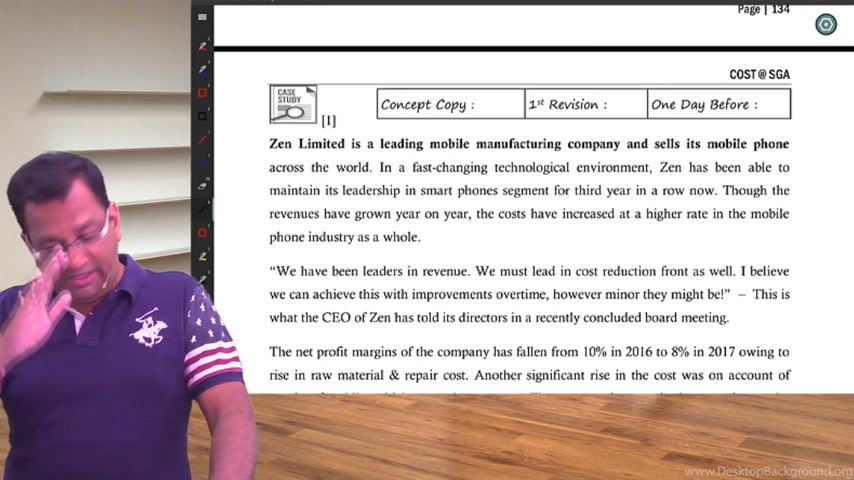 Page | 134
COST@SGA
CASE
STUDY
[1]
Concept Copy :
1st Revision :
One Day Before :
Zen Limited is a leading mobile manufacturing company and sells its mobile phone
across the world. In a fast-changing technological environment, Zen has been able to
maintain its leadership in smart phones segment for third year in a row now. Though the
revenues have grown year on year, the costs have increased at a higher rate in the mobile
phone industry as a whole.
“We have been leaders in revenue. We must lead in cost reduction front as well. I believe
we can achieve this with improvements overtime, however minor they might be!” – This is
what the CEO of Zen has told its directors in a recently concluded board meeting.
The net profit margins of the company has fallen from 10% in 2016 to 8% in 2017 owing to
rise in raw material & repair cost. Another significant rise in the cost was on account of
www.DesktopBackground.org